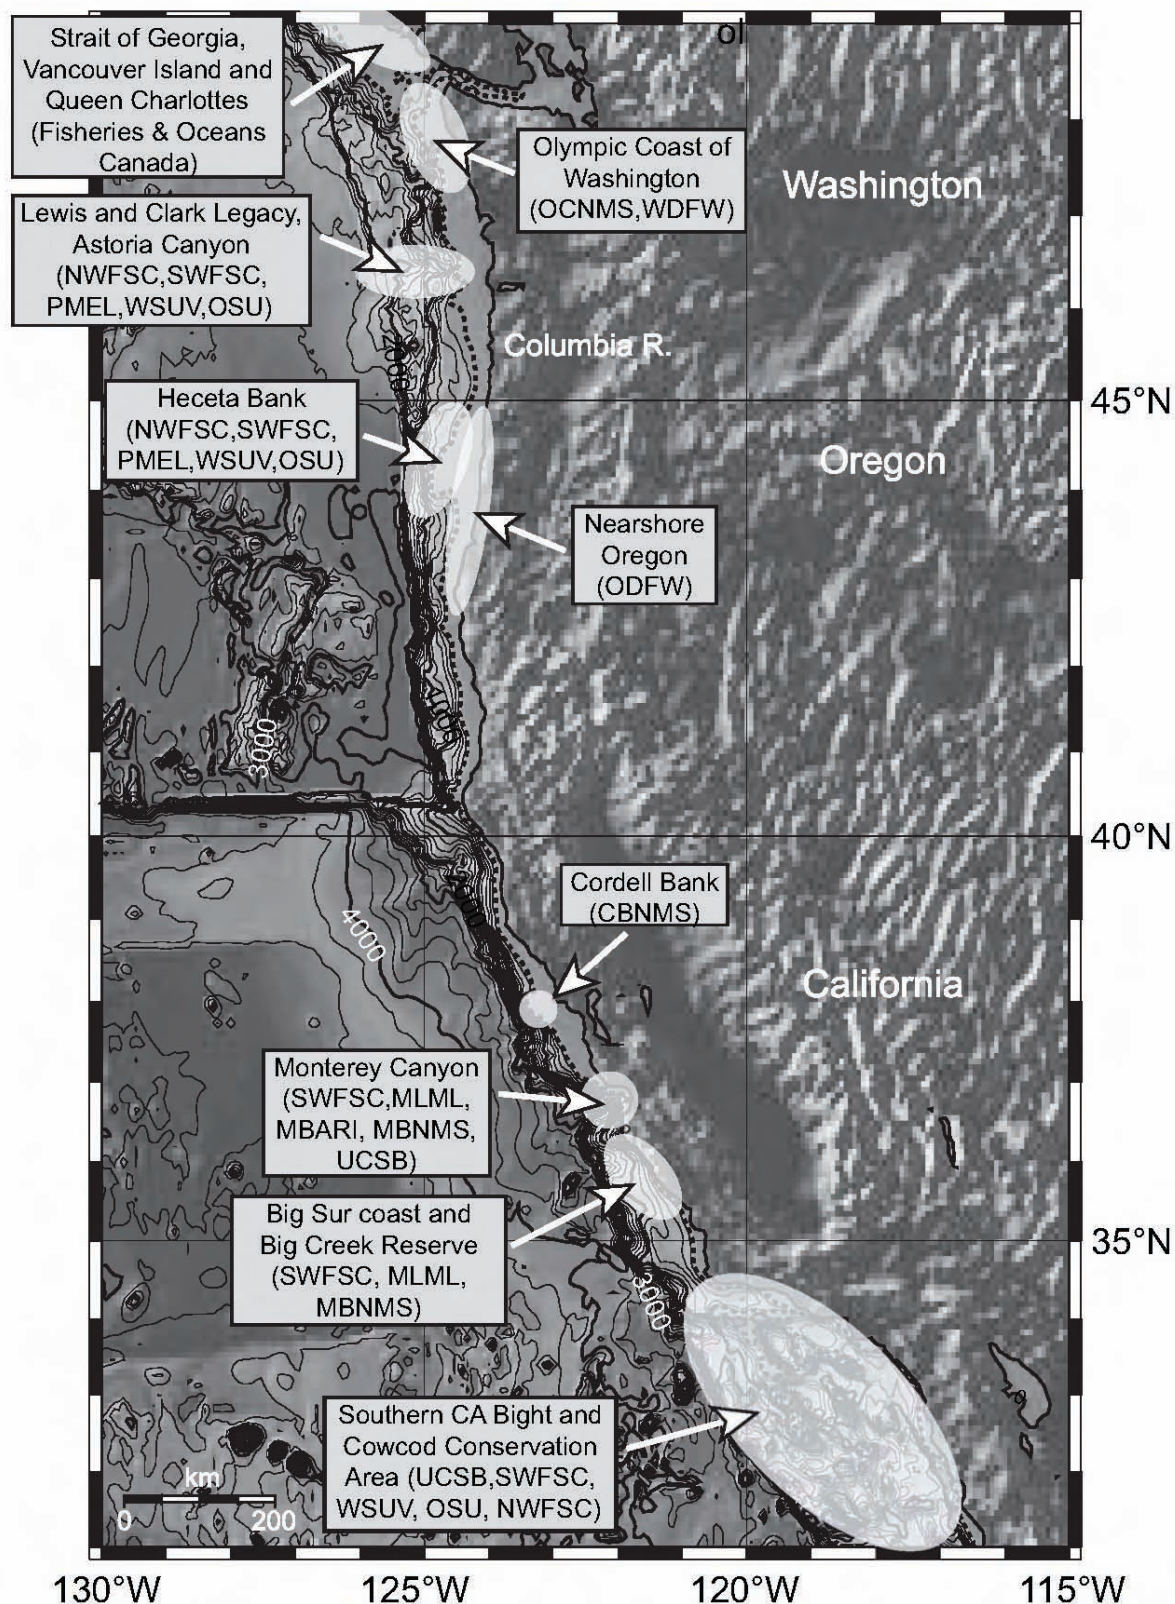 ol
Strait of Georgia,
Vancouver Island and
Queen Charlottes
(Fisheries & Oceans
Canada)
Olympic Coast of
Washington
(OCNMS,WDFW)
Washington
Lewis and Clark Legacy,
Astoria Canyon
(NWFSC,SWFSC,
PMEL,WSUV,OSU)
2000
Columbia R.
45°N
Heceta Bank
(NWFSC,SWFSC,
PMEL,WSUV,OSU)
Oregon
Nearshore
Oregon
(ODFW)
3000
40°N
Cordell Bank
(CBNMS)
2000
4000
California
Monterey Canyon
(SWFSC,MLML,
MBARI, MBNMS,
UCSB)
Big Sur coast and
Big Creek Reserve
(SWFSC, MLML,
MBNMS)
35°N
3000
Southern CA Bight and
Cowcod Conservation
Area (UCSB,SWFSC,
WSUV, OSU, NWFSC)
km
0 200
130°W 125°W 120°W 115°W